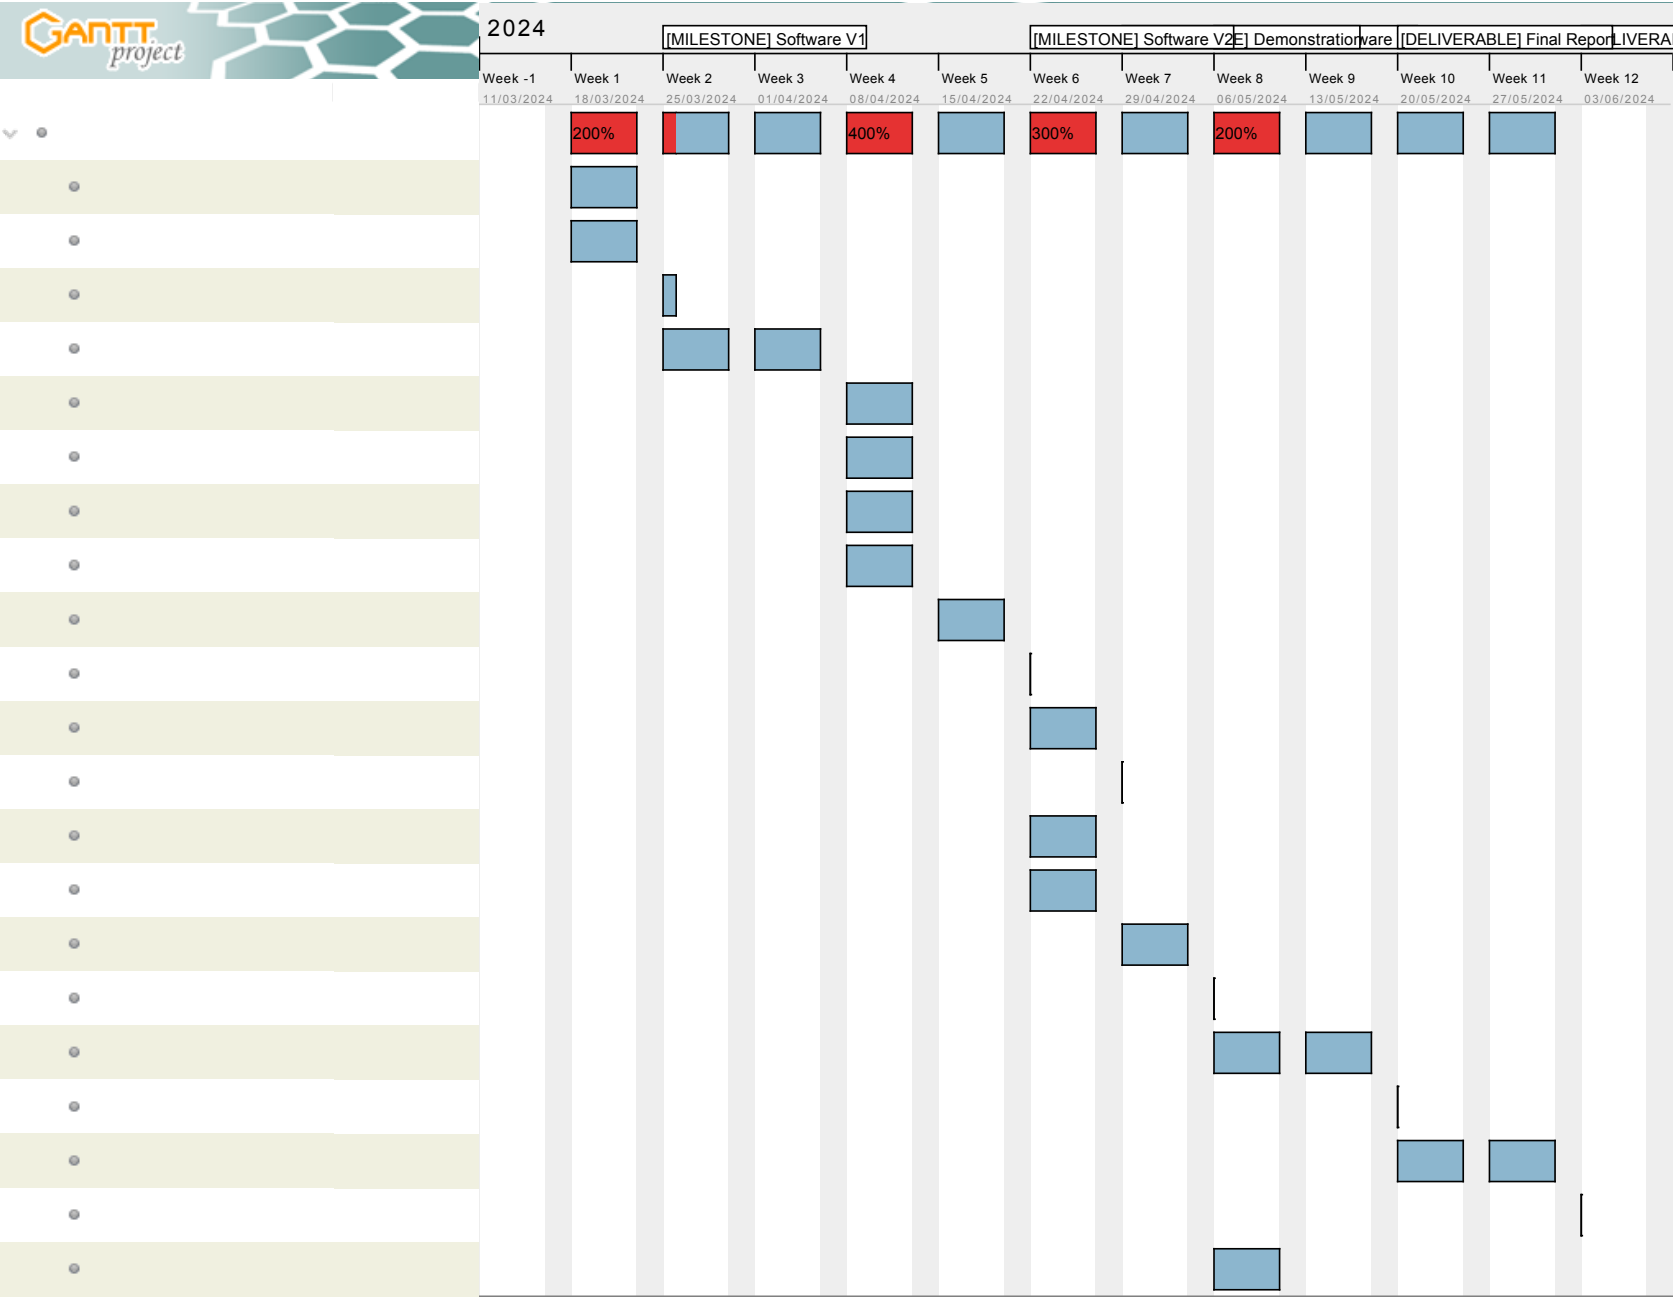 GANTT
project
2024
[MILESTONE] Software V1
[MILESTONE] Software V2
E] Demonstration
ware
[DELIVERABLE] Final Report
LIVERA
Week -1 Week 1 Week 2 Week 3 Week 4 Week 5 Week 6 Week 7 Week 8 Week 9 Week 10 Week 11 Week 12
11/03/2024 18/03/2024 25/03/2024 01/04/2024 08/04/2024 15/04/2024 22/04/2024 29/04/2024 06/05/2024 13/05/2024 20/05/2024 27/05/2024 03/06/2024
200% 400% 300% 200%